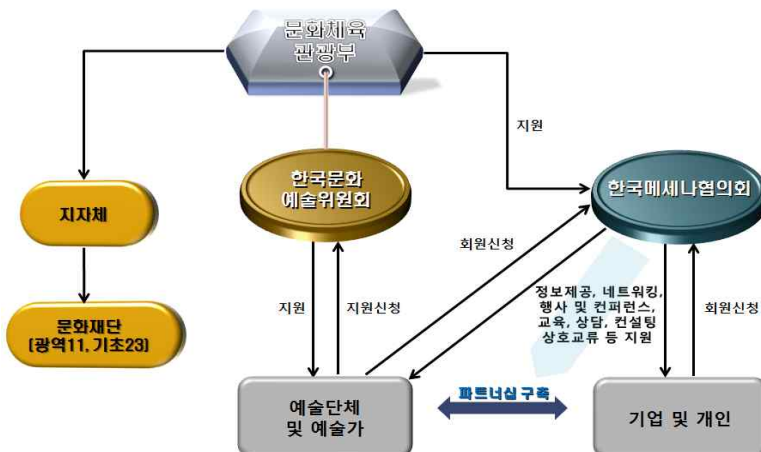 문화체육
관광부
지원
한국문화
예술위원회
한국메세나협의회
지자체
회원신청
정보제공, 네트워킹,
행사 및 컨퍼런스,
교육, 상담, 컨설팅
상호교류 등 지원
지원
지원신청
회원신청
문화재단
(광역11, 기초23)
예술단체
및 예술가
파트너십 구축
기업 및 개인